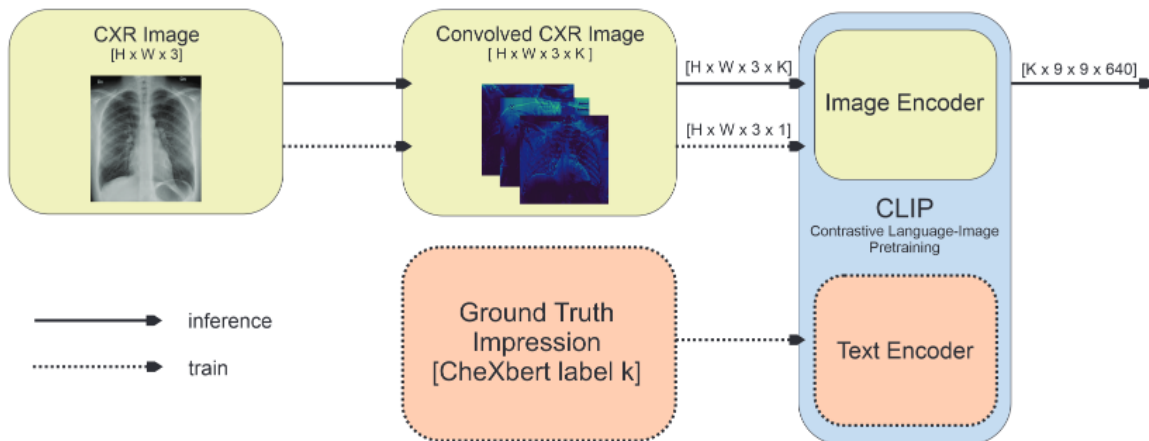 CXR Image
[H x W x 3]
Convolved CXR Image
[ H x W x 3 x K ]
[H x W x 3 x K]
[H x W x 3 x 1]
Image Encoder
[K x 9 x 9 x 640]
CLIP
Contrastive Language-Image
Pretraining
Ground Truth
Impression
[CheXbert label k]
Text Encoder
inference
train